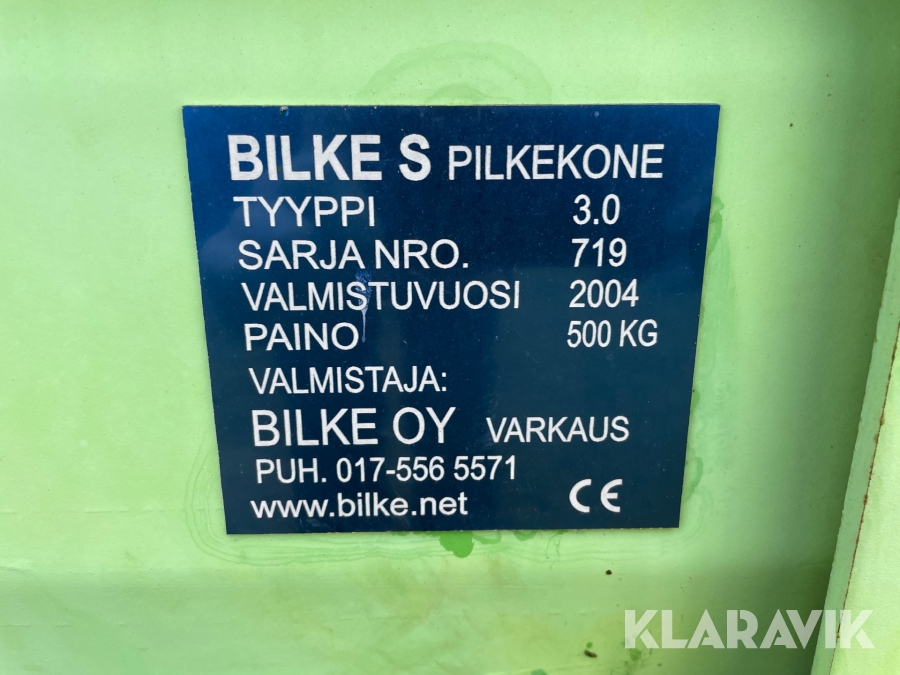 BILKE S PILKEKONE
TYYPPI 3.0
SARJA NRO. 719
VALMISTUVUOSI 2004
PAINO 500 KG
VALMISTAJA:
BILKE OY VARKAUS
PUH. 017-556 5571
www.bilke.net CE
KLARAVIK